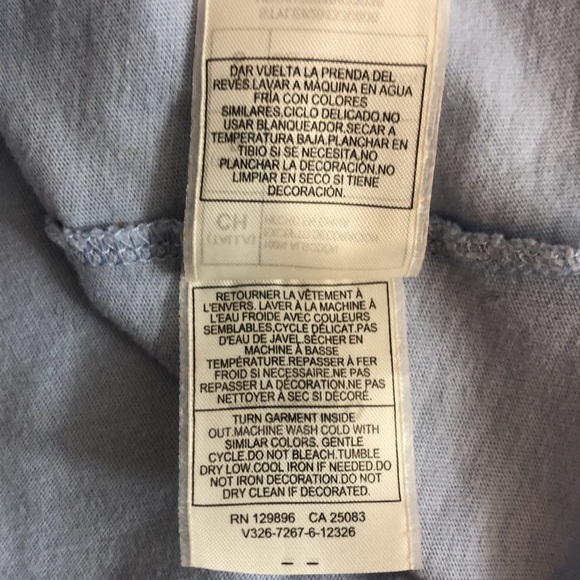 DAR VUELTA LA PRENDA DEL
REVÉS.LAVAR A MÁQUINA EN AGUA
FRÍA CON COLORES
SIMILARES.CICLO DELICADO.NO
USAR BLANQUEADOR.SECAR A
TEMPERATURA BAJA.PLANCHAR EN
TIBIO SI SE NECESITA.NO
PLANCHAR LA DECORACIÓN.NO
LIMPIAR EN SECO SI TIENE
DECORACIÓN.
CH
(TALLA)
RETOURNER LA VÊTEMENT À
L'ENVERS. LAVER À LA MACHINE À
L'EAU FROIDE AVEC COULEURS
SEMBLABLES.CYCLE DÉLICAT.PAS
D'EAU DE JAVEL.SÉCHER EN
MACHINE À BASSE
TEMPÉRATURE.REPASSER À FER
FROID SI NÉCESSAIRE.NE PAS
REPASSER LA DÉCORATION.NE PAS
NETTOYER À SEC SI DÉCORÉ.
TURN GARMENT INSIDE
OUT.MACHINE WASH COLD WITH
SIMILAR COLORS. GENTLE
CYCLE.DO NOT BLEACH.TUMBLE
DRY LOW.COOL IRON IF NEEDED.DO
NOT IRON DECORATION.DO NOT
DRY CLEAN IF DECORATED.
RN 129896 CA 25083
V326-7267-6-12326